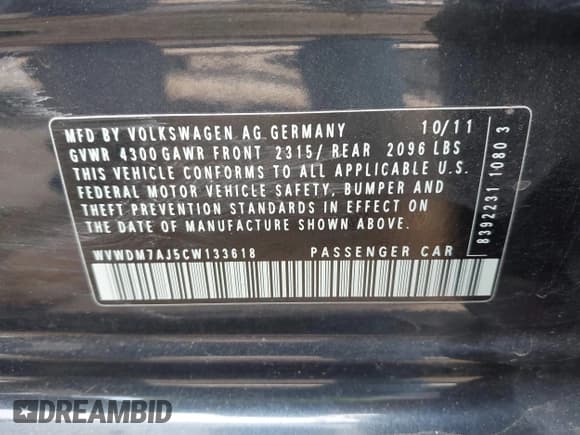 MFD BY VOLKSWAGEN AG.GERMANY 10/11
GVWR 4300 GAWR FRONT 2315/ REAR 2096 LBS
THIS VEHICLE CONFORMS TO ALL APPLICABLE U.S.
FEDERAL MOTOR VEHICLE SAFETY, BUMPER AND
THEFT PREVENTION STANDARDS IN EFFECT ON
THE DATE OF MANUFACTURE SHOWN ABOVE.
WVWDM7AJ5CW133618 PASSENGER CAR
8392231 1080 3
DREAMBID